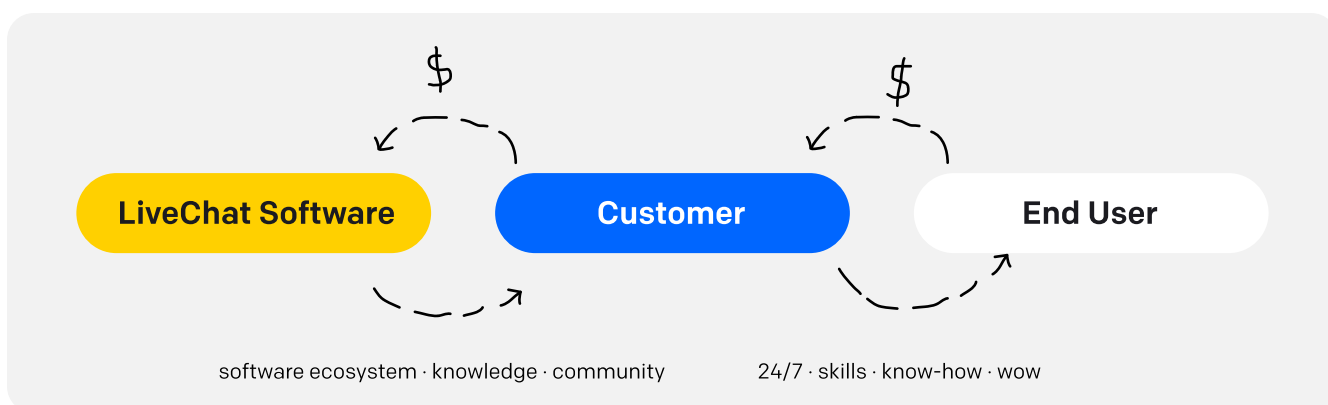 $ $
LiveChat Software Customer End User
software ecosystem · knowledge · community 24/7 · skills · know-how · wow